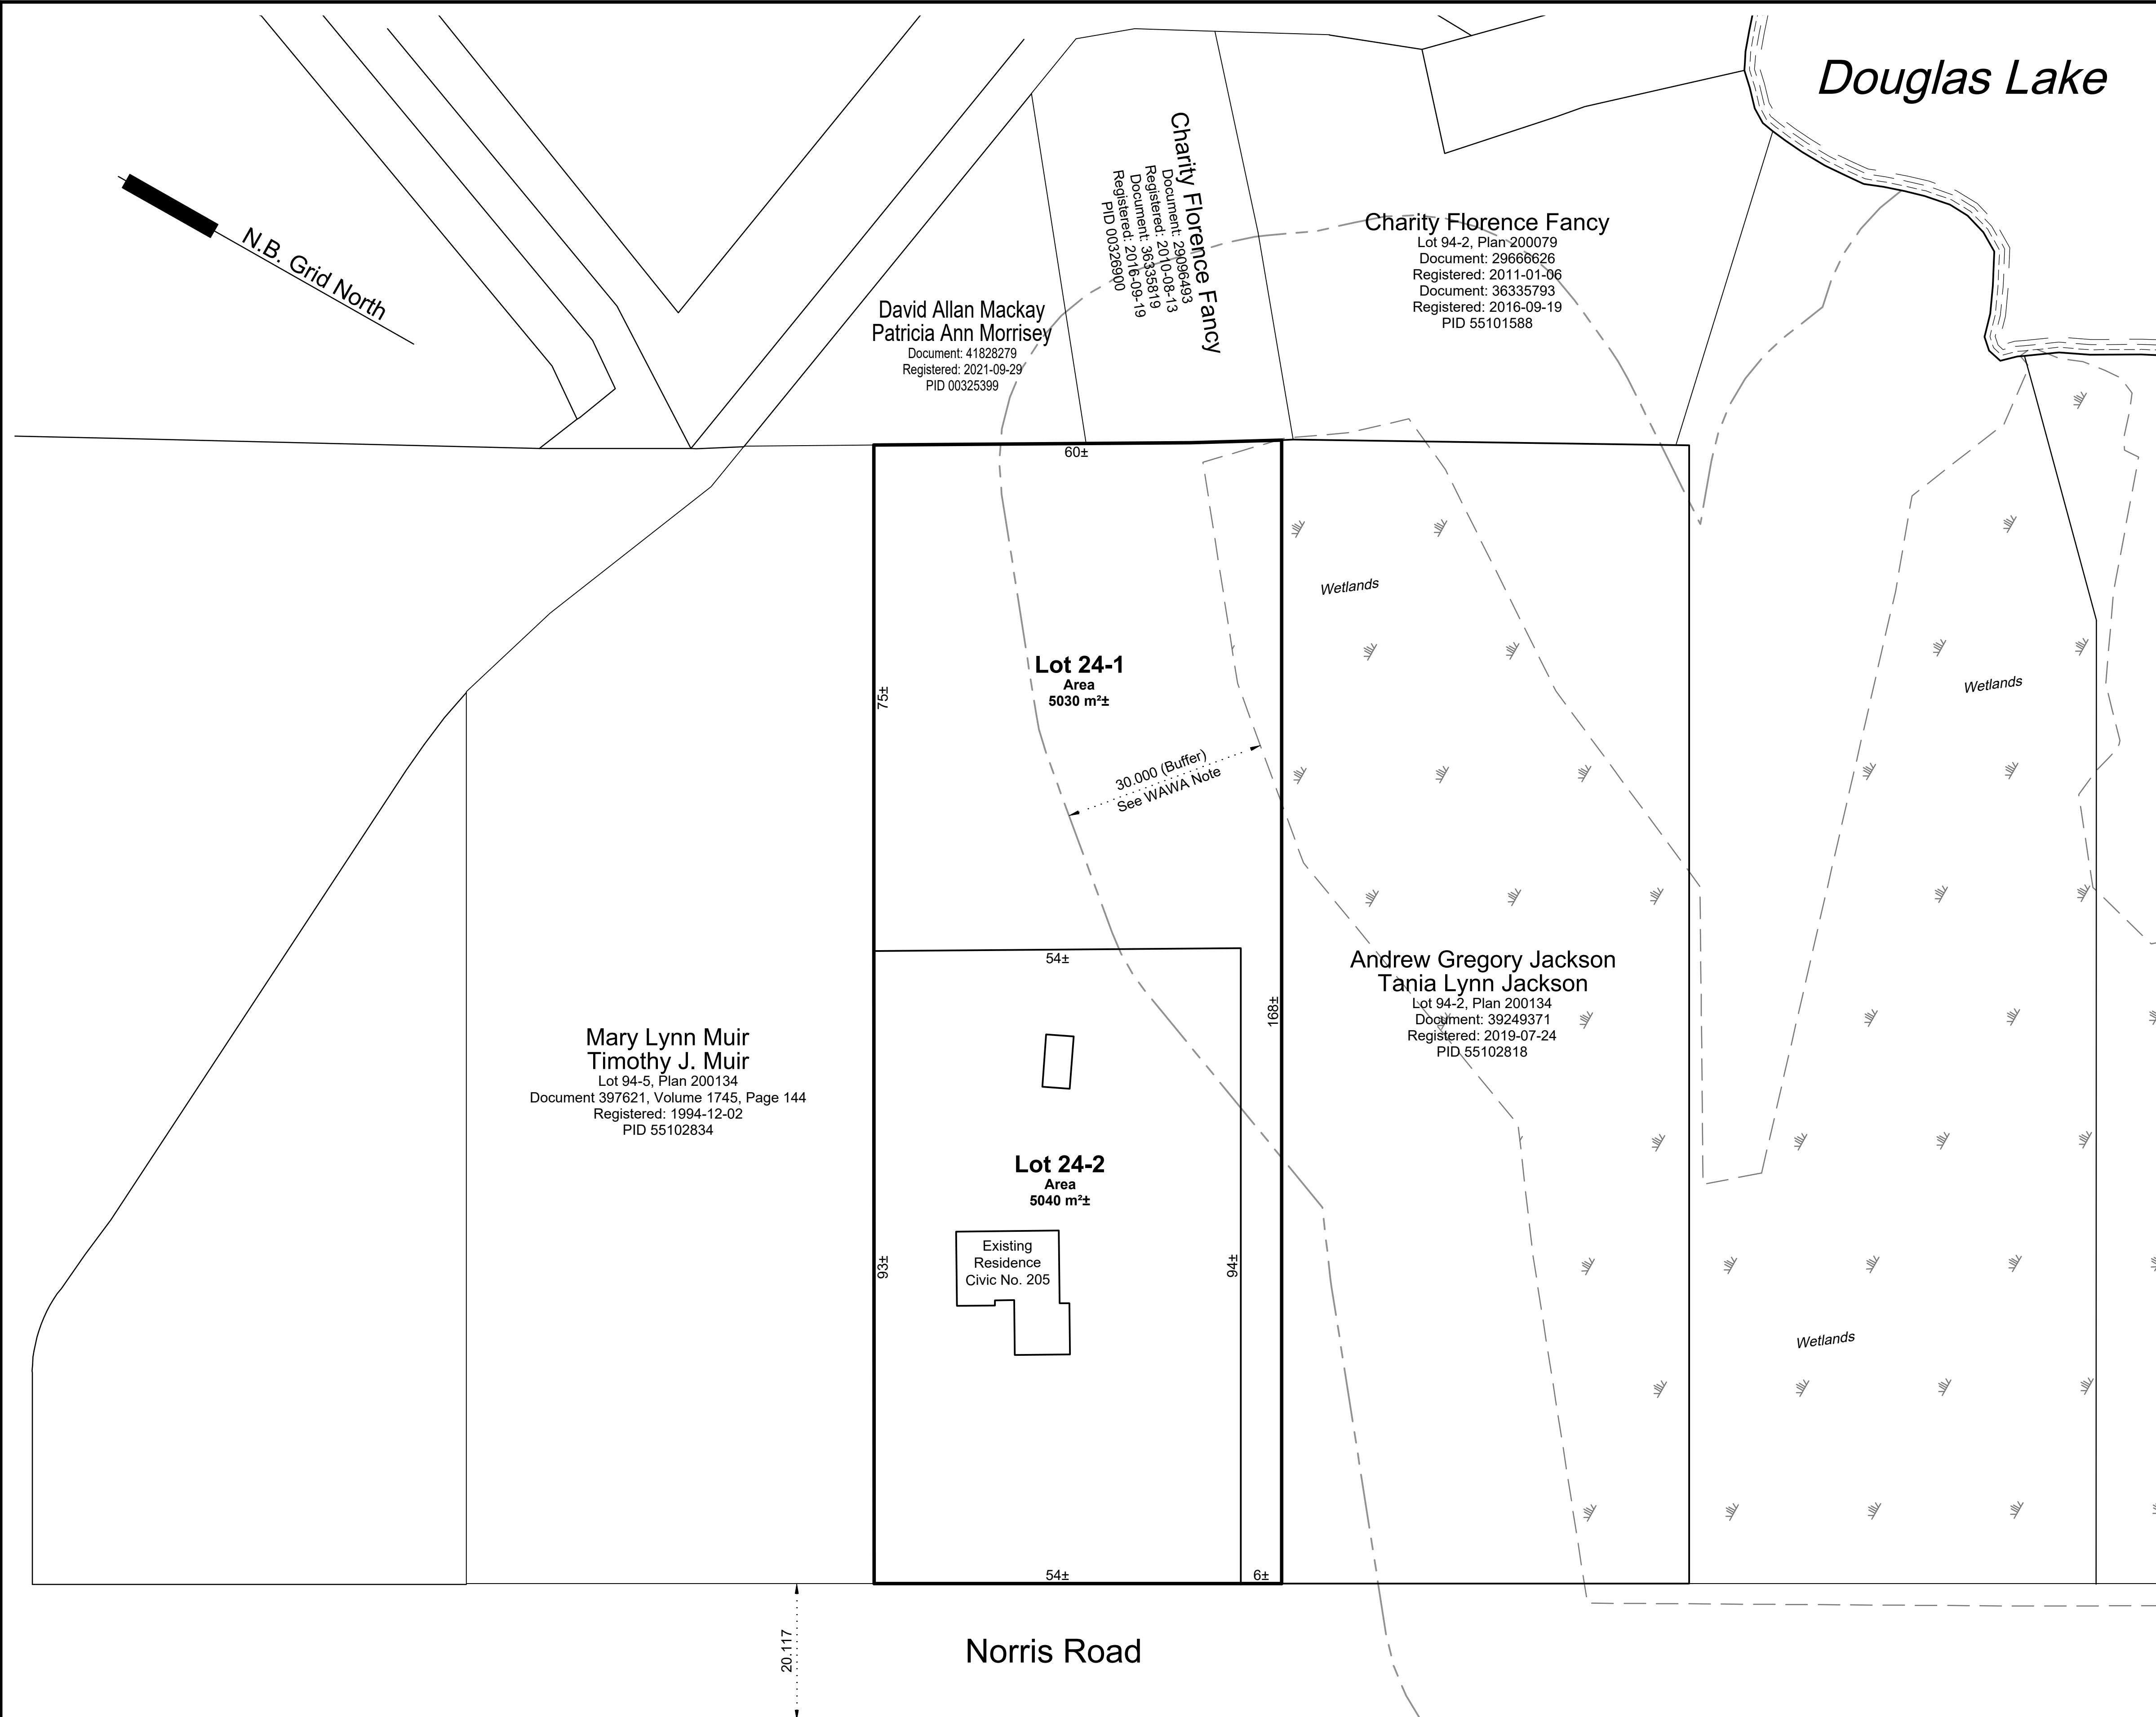 Douglas Lake
N.B. Grid North
Charity Florence Fancy
Document: 29096493
Registered: 2010-08-13
Document: 36335819
Registered: 2016-09-19
PID 00326900
Charity Florence Fancy
Lot 94-2, Plan 200079
Document: 29666626
Registered: 2011-01-06
Document: 36335793
Registered: 2016-09-19
PID 55101588
David Allan Mackay
Patricia Ann Morrisey
Document: 41828279
Registered: 2021-09-29
PID 00325399
60±
Wetlands
Lot 24-1
Area
5030 m²±
75±
Wetlands
30.000 (Buffer)
See WAWA Note
54±
168±
Andrew Gregory Jackson
Tania Lynn Jackson
Lot 94-2, Plan 200134
Document: 39249371
Registered: 2019-07-24
PID 55102818
Mary Lynn Muir
Timothy J. Muir
Lot 94-5, Plan 200134
Document 397621, Volume 1745, Page 144
Registered: 1994-12-02
PID 55102834
Lot 24-2
Area
5040 m²±
Existing
Residence
Civic No. 205
93±
94±
Wetlands
54±
6±
20.117
Norris Road